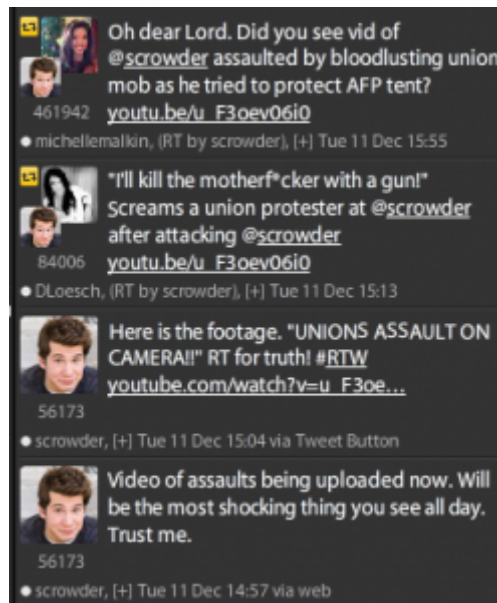 Oh dear Lord. Did you see vid of
@scrowder assaulted by bloodlusting union
mob as he tried to protect AFP tent?
461942 youtu.be/u_F3oev06i0
michellemalkin, (RT by scrowder), [+] Tue 11 Dec 15:55
"I'll kill the motherf*cker with a gun!"
Screams a union protester at @scrowder
after attacking @scrowder
84006 youtu.be/u_F3oev06i0
DLoesch, (RT by scrowder), [+] Tue 11 Dec 15:13
Here is the footage. "UNIONS ASSAULT ON
CAMERA!!" RT for truth! #RTW
56173 youtube.com/watch?v=u_F3oe...
scrowder, [+] Tue 11 Dec 15:04 via Tweet Button
Video of assaults being uploaded now. Will
be the most shocking thing you see all day.
Trust me.
56173
scrowder, [+] Tue 11 Dec 14:57 via web